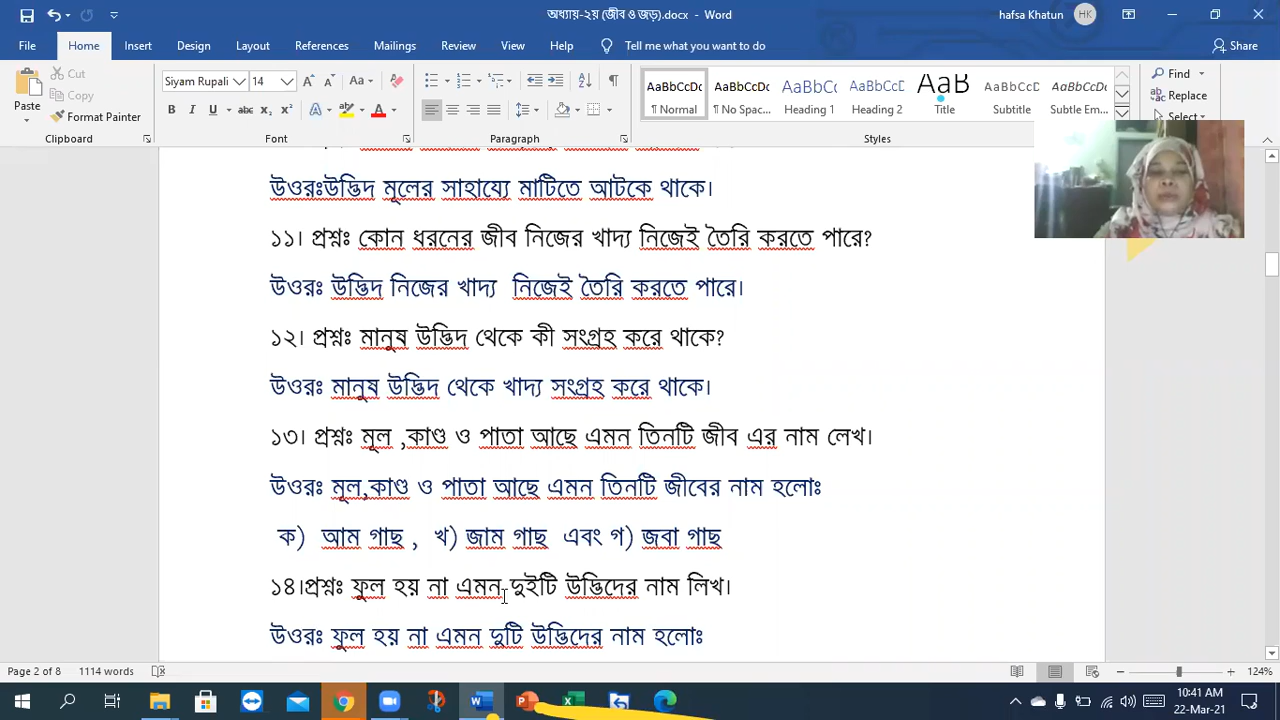 অধ্যায়-২য় (জীব ও জড়).docx - Word
hafsa Khatun HK
File Home Insert Design Layout References Mailings Review View Help Tell me what you want to do Share
Paste Cut Copy Format Painter
Clipboard
Siyam Rupali 14
Font
Paragraph
AaBbCcDc AaBbCcDc AaBbCc AaBbCcD AaB AaBbCcD AaBbCcDc
¶ Normal ¶ No Spac... Heading 1 Heading 2 Title Subtitle Subtle Em...
Styles
Find
Replace
Select
উওরঃউদ্ভিদ মূলের সাহায্যে মাটিতে আটকে থাকে।
১১। প্রশ্নঃ কোন ধরনের জীব নিজের খাদ্য নিজেই তৈরি করতে পারে?
উওরঃ উদ্ভিদ নিজের খাদ্য নিজেই তৈরি করতে পারে।
১২। প্রশ্নঃ মানুষ উদ্ভিদ থেকে কী সংগ্রহ করে থাকে?
উওরঃ মানুষ উদ্ভিদ থেকে খাদ্য সংগ্রহ করে থাকে।
১৩। প্রশ্নঃ মূল ,কাণ্ড ও পাতা আছে এমন তিনটি জীব এর নাম লেখ।
উওরঃ মূল,কাণ্ড ও পাতা আছে এমন তিনটি জীবের নাম হলোঃ
ক) আম গাছ , খ) জাম গাছ এবং গ) জবা গাছ
১৪।প্রশ্নঃ ফুল হয় না এমন দুইটি উদ্ভিদের নাম লিখ।
উওরঃ ফুল হয় না এমন দুটি উদ্ভিদের নাম হলোঃ
Page 2 of 8 1114 words 124%
10:41 AM
22-Mar-21